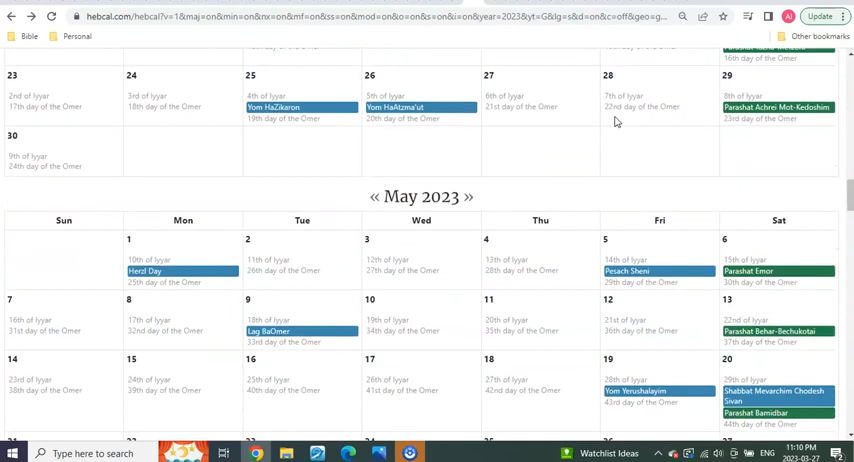 hebcal.com/hebcal?v=1&maj=on&min=on&nx=on&mf=on&ss=on&mod=on&o=on&s=on&i=on&year=2023&yt=G&lg=s&d=on&c=off&geo=g...
AI
Update
Bible
Personal
Other bookmarks
16th day of the Omer
23
24
25
26
27
28
29
2nd of Iyyar
3rd of Iyyar
4th of Iyyar
5th of Iyyar
6th of Iyyar
7th of Iyyar
8th of Iyyar
17th day of the Omer
18th day of the Omer
Yom HaZikaron
Yom HaAtzma'ut
21st day of the Omer
22nd day of the Omer
Parashat Achrei Mot-Kedoshim
19th day of the Omer
20th day of the Omer
23rd day of the Omer
30
9th of Iyyar
24th day of the Omer
« May 2023 »
Sun
Mon
Tue
Wed
Thu
Fri
Sat
1
2
3
4
5
6
10th of Iyyar
11th of Iyyar
12th of Iyyar
13th of Iyyar
14th of Iyyar
15th of Iyyar
Herzl Day
26th day of the Omer
27th day of the Omer
28th day of the Omer
Pesach Sheni
Parashat Emor
25th day of the Omer
29th day of the Omer
30th day of the Omer
7
8
9
10
11
12
13
16th of Iyyar
17th of Iyyar
18th of Iyyar
19th of Iyyar
20th of Iyyar
21st of Iyyar
22nd of Iyyar
31st day of the Omer
32nd day of the Omer
Lag BaOmer
34th day of the Omer
35th day of the Omer
36th day of the Omer
Parashat Behar-Bechukotai
33rd day of the Omer
37th day of the Omer
14
15
16
17
18
19
20
23rd of Iyyar
24th of Iyyar
25th of Iyyar
26th of Iyyar
27th of Iyyar
28th of Iyyar
29th of Iyyar
38th day of the Omer
39th day of the Omer
40th day of the Omer
41st day of the Omer
42nd day of the Omer
Yom Yerushalayim
Shabbat Mevarchim Chodesh
Sivan
43rd day of the Omer
Parashat Bamidbar
44th day of the Omer
Type here to search
Watchlist Ideas
ENG
11:10 PM
2023-03-27
2